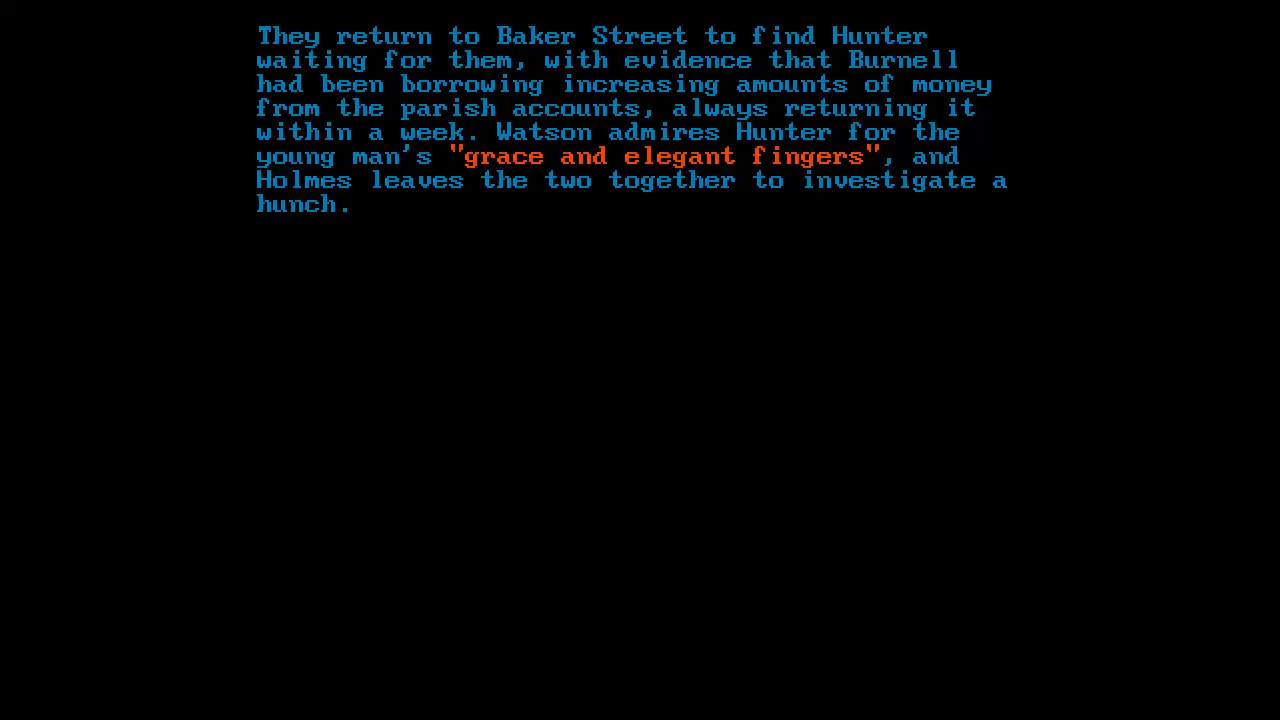 They return to Baker Street to find Hunter
waiting for them, with evidence that Burnell
had been borrowing increasing amounts of money
from the parish accounts, always returning it
within a week. Watson admires Hunter for the
young man's "grace and elegant fingers", and
Holmes leaves the two together to investigate a
hunch.